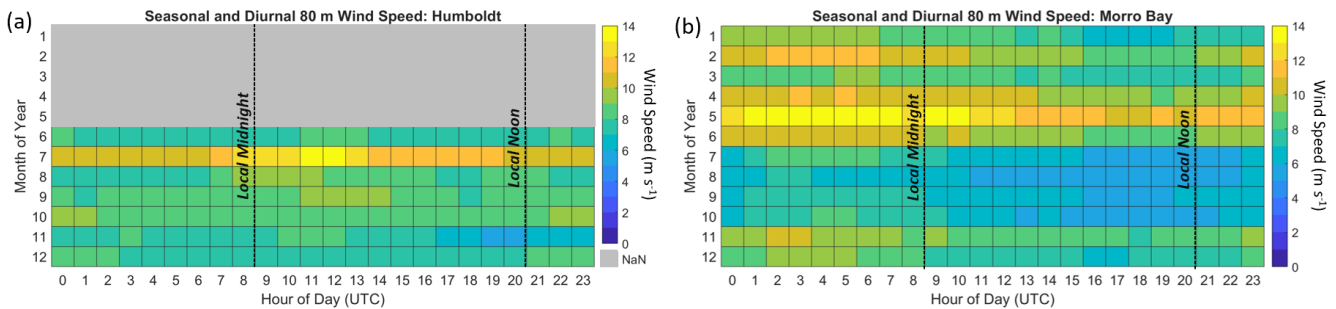 (a)
Seasonal and Diurnal 80 m Wind Speed: Humboldt
Month of Year
1
2
3
4
5
6
7
8
9
10
11
12
0 1 2 3 4 5 6 7 8 9 10 11 12 13 14 15 16 17 18 19 20 21 22 23
Hour of Day (UTC)
Local Midnight
Local Noon
14
12
10
8
6
4
2
0
NaN
Wind Speed (m s-1)
(b)
Seasonal and Diurnal 80 m Wind Speed: Morro Bay
Month of Year
1
2
3
4
5
6
7
8
9
10
11
12
0 1 2 3 4 5 6 7 8 9 10 11 12 13 14 15 16 17 18 19 20 21 22 23
Hour of Day (UTC)
Local Midnight
Local Noon
14
12
10
8
6
4
2
0
Wind Speed (m s-1)